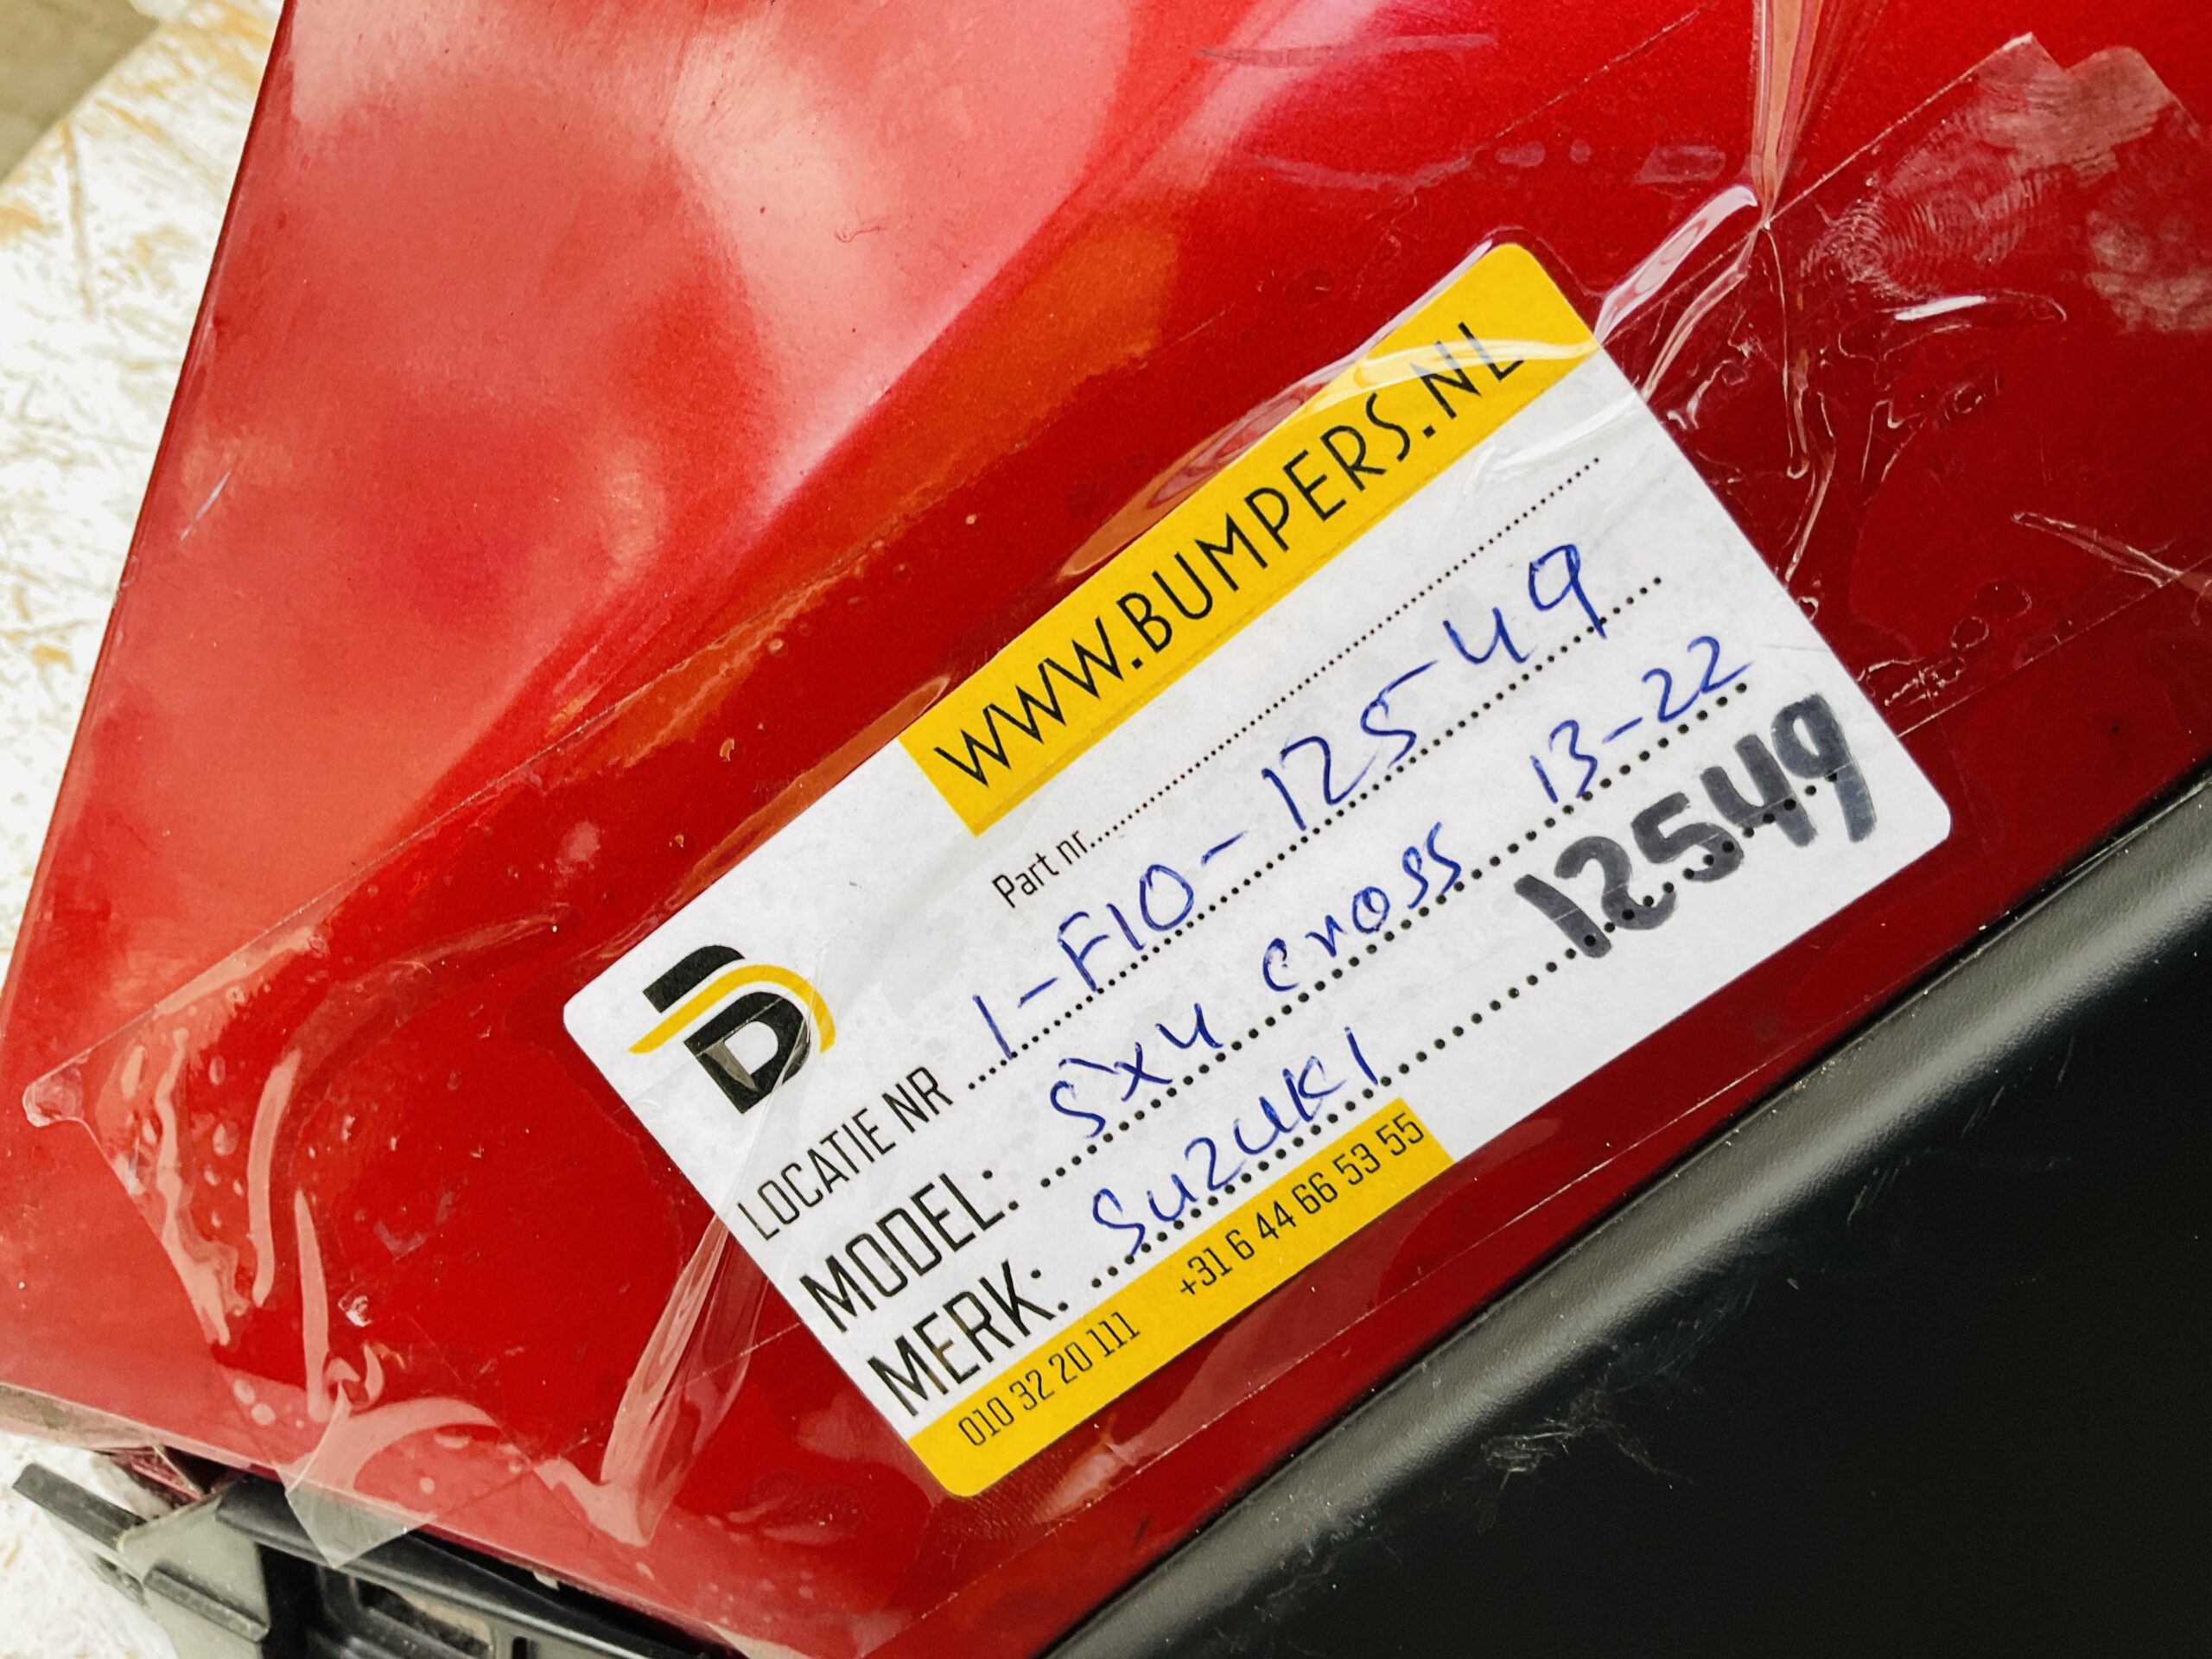 WWW.BUMPERS.NL
Part nr.............................................
LOCATIE NR ..... 1-F10-12549
MODEL: ..... SX4 cross 13-22
MERK: ..... SUZUKI 12549
010 32 20 111 +31 6 44 66 53 55